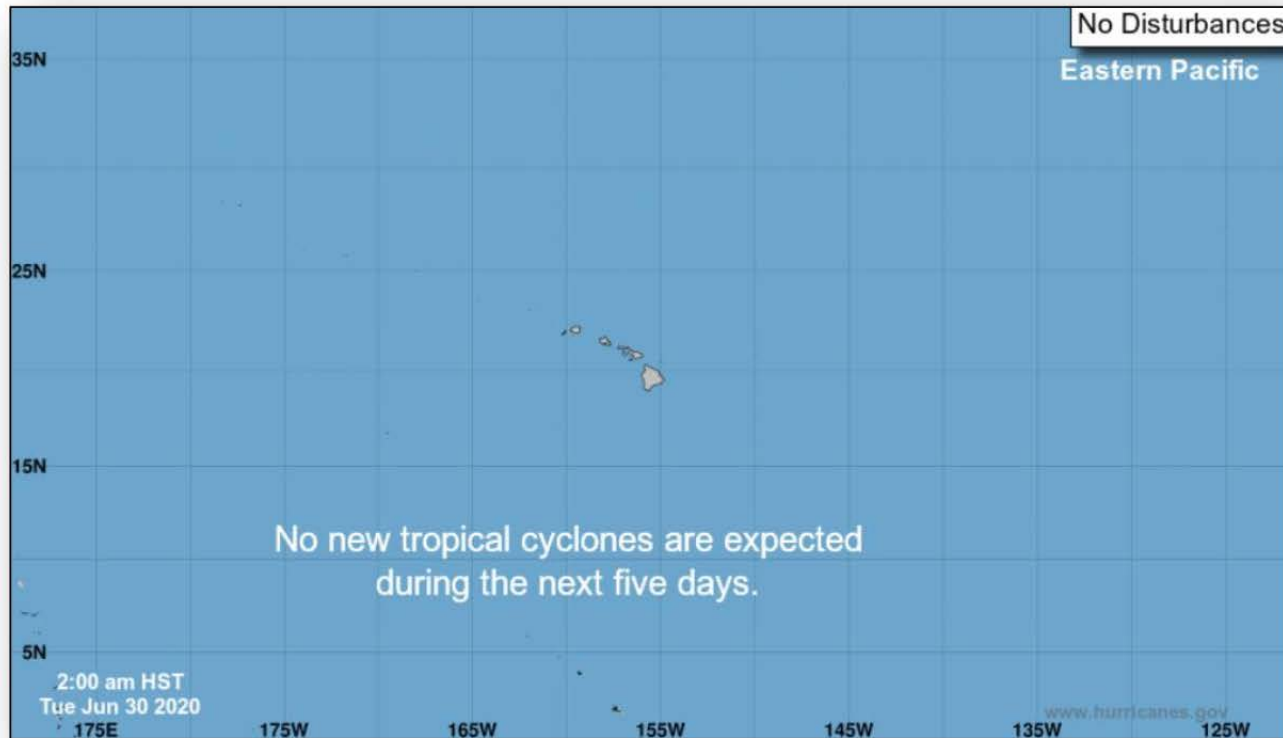 No Disturbances
Eastern Pacific
35N
25N
15N
No new tropical cyclones are expected
during the next five days.
5N
2:00 am HST
Tue Jun 30 2020
www.hurricanes.gov
175E 175W 165W 155W 145W 135W 125W